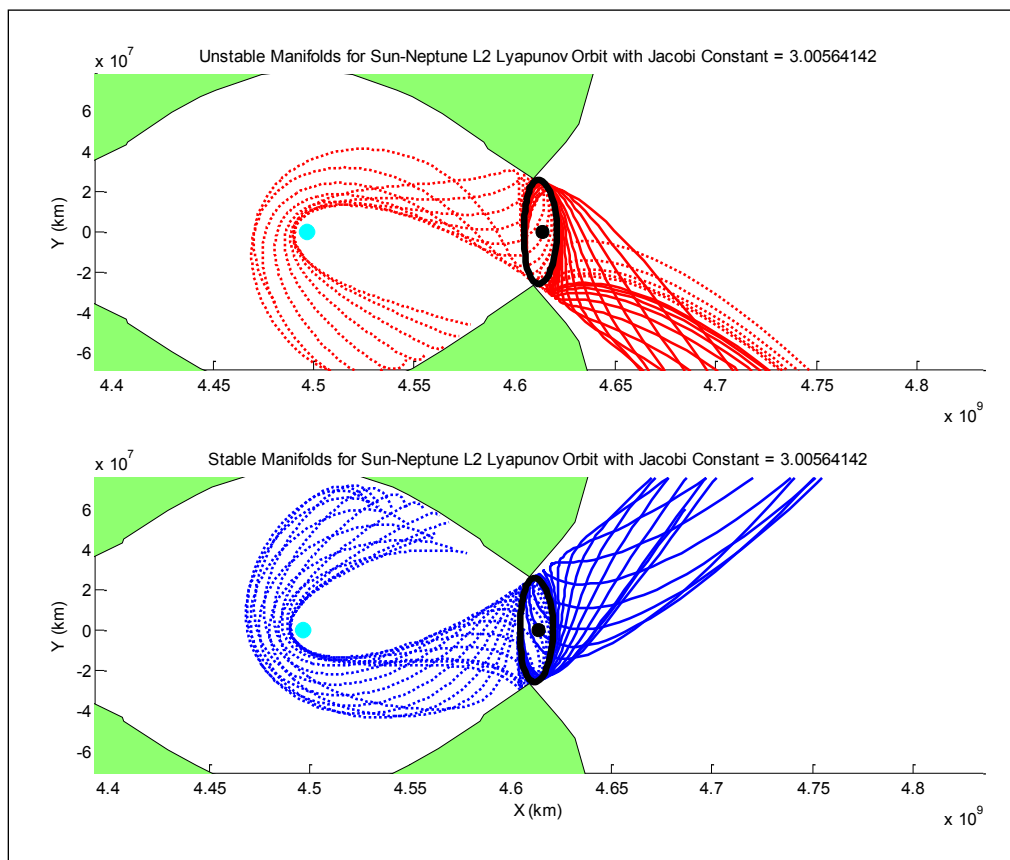 Unstable Manifolds for Sun-Neptune L2 Lyapunov Orbit with Jacobi Constant = 3.00564142
x 10^7
6
4
2
0
-2
-4
-6
Y (km)
4.4 4.45 4.5 4.55 4.6 4.65 4.7 4.75 4.8
x 10^9
Stable Manifolds for Sun-Neptune L2 Lyapunov Orbit with Jacobi Constant = 3.00564142
x 10^7
6
4
2
0
-2
-4
-6
Y (km)
4.4 4.45 4.5 4.55 4.6 4.65 4.7 4.75 4.8
X (km)
x 10^9